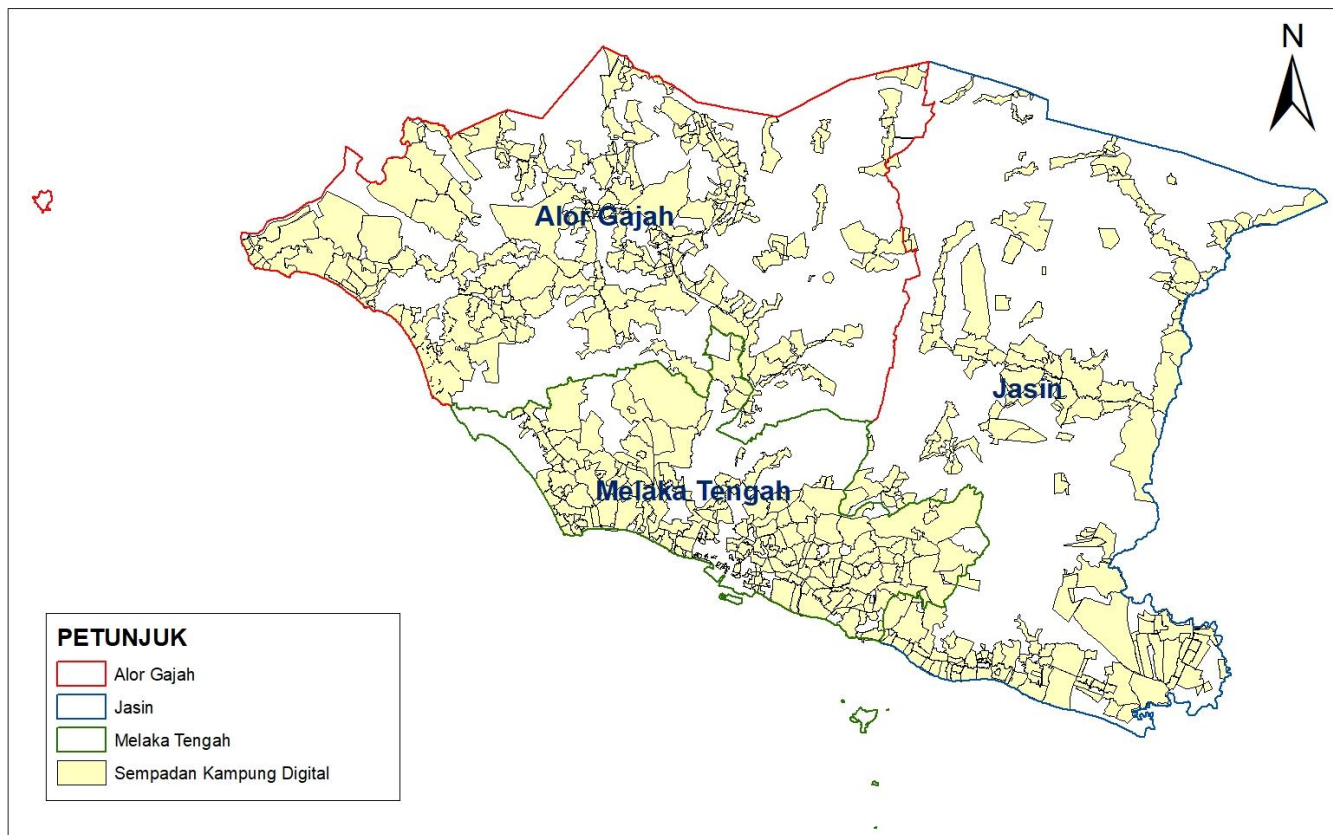 N
Alor Gajah
Jasin
Melaka Tengah
PETUNJUK
Alor Gajah
Jasin
Melaka Tengah
Sempadan Kampung Digital